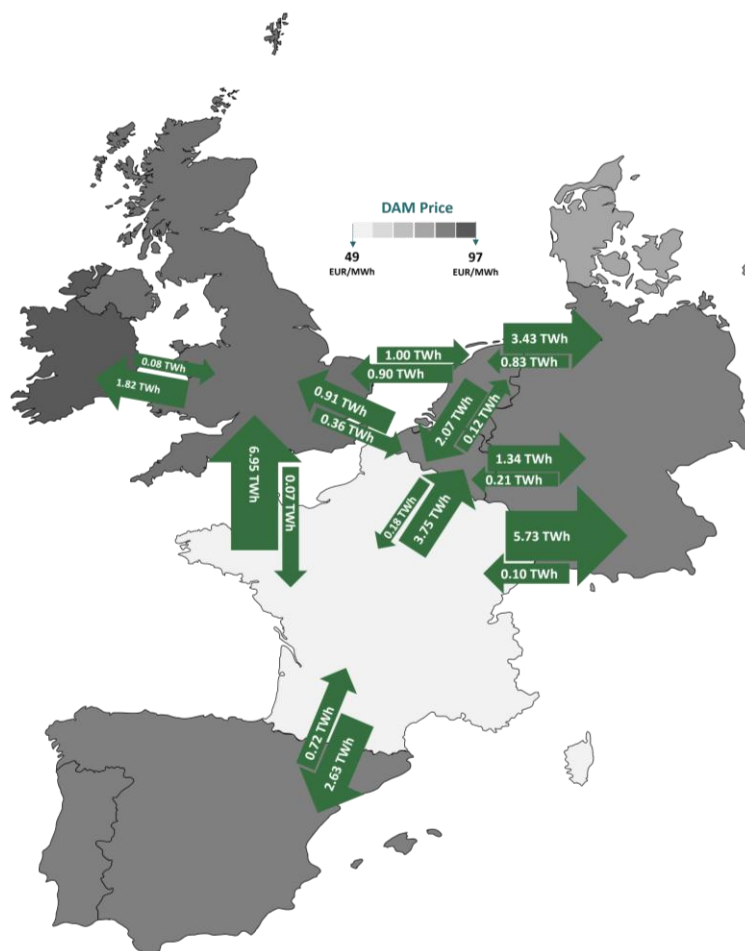 DAM Price
49
97
EUR/MWh
EUR/MWh
3.43 TWh
1.00 TWh
0.83 TWh
0.08 TWh
0.90 TWh
1.82 TWh
0.91 TWh
2.07 TWh
0.12 TWh
0.36 TWh
6.95 TWh
1.34 TWh
0.21 TWh
0.07 TWh
0.18 TWh
3.75 TWh
5.73 TWh
0.10 TWh
0.72 TWh
2.63 TWh